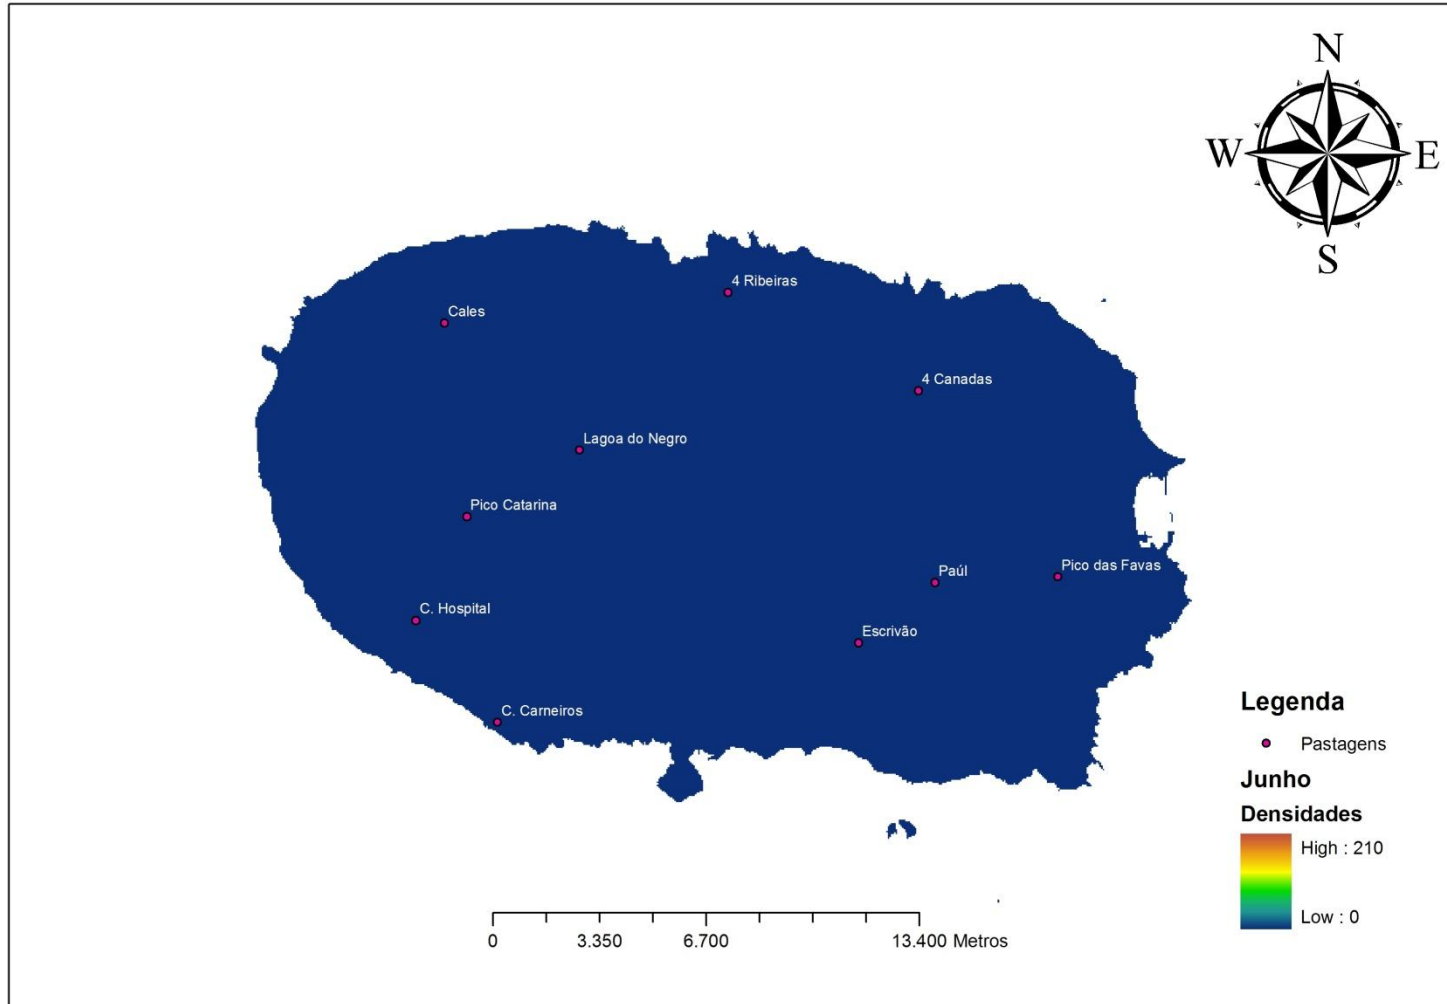 N
W E
S
4 Ribeiras
Cales
4 Canadas
Lagoa do Negro
Pico Catarina
Pico das Favas
Paúl
C. Hospital
Escrivão
C. Carneiros
Legenda
Pastagens
Junho
Densidades
High : 210
Low : 0
0 3.350 6.700 13.400 Metros